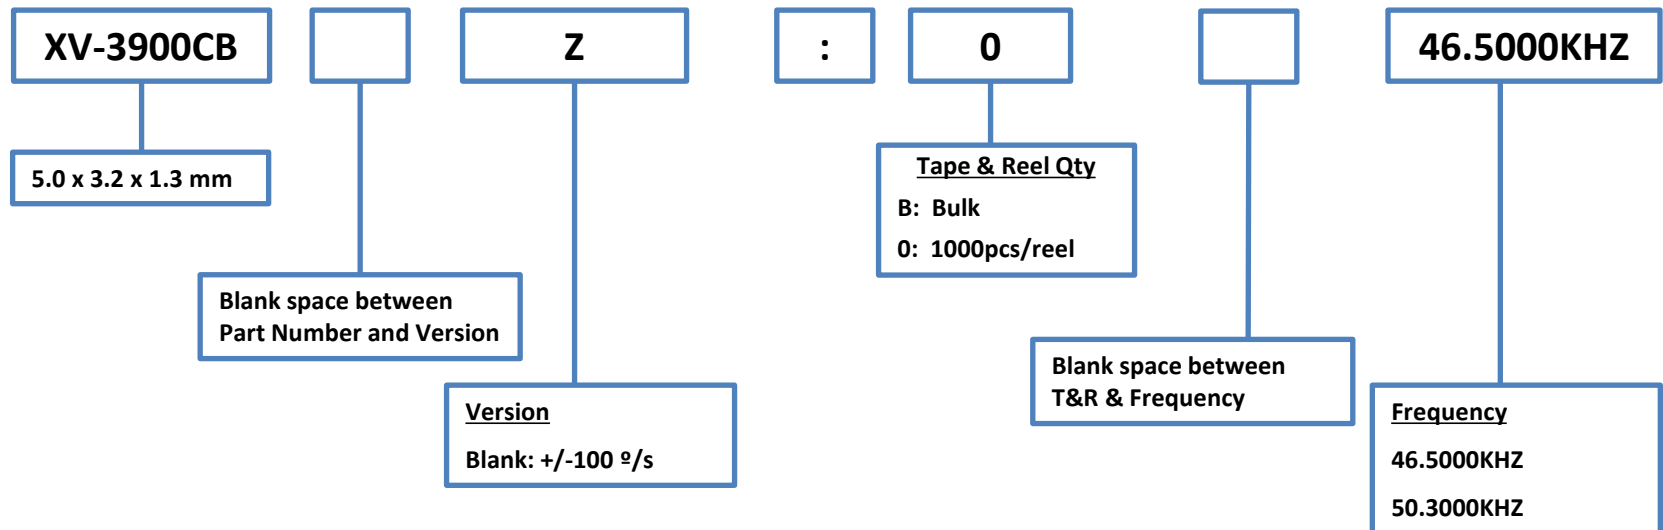 XV-3900CB Z : 0 46.5000KHZ
5.0 x 3.2 x 1.3 mm
Tape & Reel Qty
B: Bulk
0: 1000pcs/reel
Blank space between
Part Number and Version
Blank space between
T&R & Frequency
Version
Blank: +/-100 º/s
Frequency
46.5000KHZ
50.3000KHZ